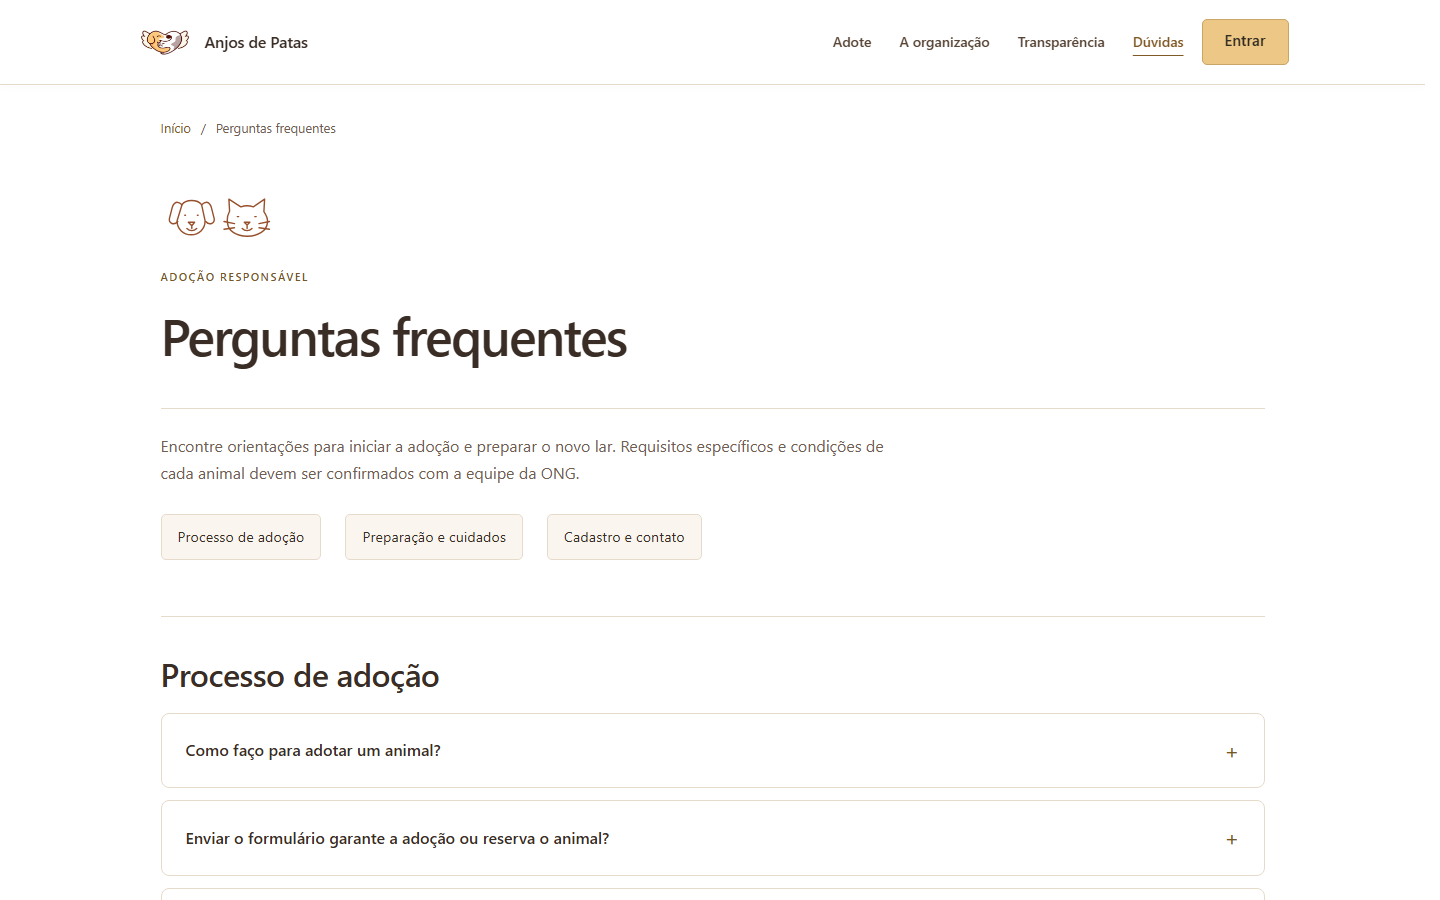 Anjos de Patas
Adote
A organização
Transparência
Dúvidas
Entrar
Início / Perguntas frequentes
ADOÇÃO RESPONSÁVEL
Perguntas frequentes
Encontre orientações para iniciar a adoção e preparar o novo lar. Requisitos específicos e condições de
cada animal devem ser confirmados com a equipe da ONG.
Processo de adoção
Preparação e cuidados
Cadastro e contato
Processo de adoção
Como faço para adotar um animal? +
Enviar o formulário garante a adoção ou reserva o animal? +